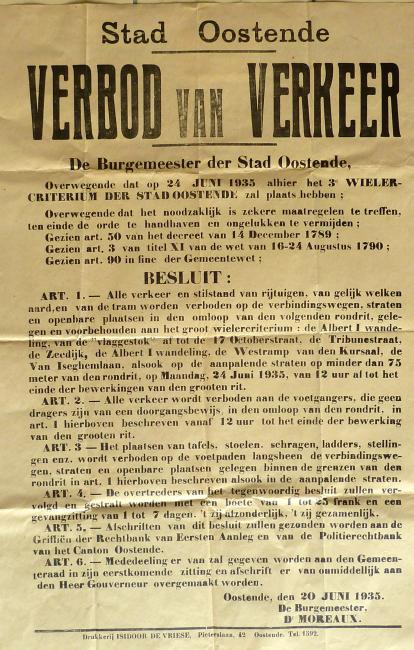 Stad Oostende
VERBOD VAN VERKEER
De Burgemeester der Stad Oostende,
Overwegende dat op 24 JUNI 1935 alhier het 3e WIELER-
CRITERIUM DER STAD OOSTENDE zal plaats hebben ;
Overwegende dat het noodzaklijk is zekere maatregelen te treffen,
ten einde de orde te handhaven en ongelukken te vermijden ;
Gezien art. 50 van het decreet van 14 December 1789 ;
Gezien art. 3 van titel XI van de wet van 16-24 Augustus 1790 ;
Gezien art. 90 in fine der Gemeentewet ;
BESLUIT :
ART. 1. — Alle verkeer en stilstand van rijtuigen, van gelijk welken
aard, en van de tram worden verboden op de verbindingswegen, straten
en openbare plaatsen in den omloop van den volgenden rondrit, gele-
gen en voorbehouden aan het groot wielercriterium : de Albert I wande-
ling, van de "vlaggestok" af tot de 17 Octoberstraat, de Tribunestraat,
de Zeedijk, de Albert I wandeling, de Westramp van den Kursaal, de
Van Iseghemlaan, alsook op de aanpalende straten op minder dan 75
meter van den rondrit, op Maandag, 24 Juni 1935, van 12 uur af tot het
einde der bewerkingen van den grooten rit.
ART. 2. — Alle verkeer wordt verboden aan de voetgangers, die geen
dragers zijn van een doorgangsbewijs, in den omloop van den rondrit, in
art. 1 hierboven beschreven vanaf 12 uur tot het einde der bewerking
van den grooten rit.
ART. 3 — Het plaatsen van tafels, stoelen, schragen, ladders, stellin-
gen enz. wordt verboden op de voetpaden langsheen de verbindingswe-
gen, straten en openbare plaatsen gelegen binnen de grenzen van den
rondrit in art. 1 hierboven beschreven alsook in de aanpalende straten.
ART. 4. — De overtreders van het tegenwoordig besluit zullen ver-
volgd en gestraft worden met een boete van 1 tot 25 frank en een
gevangzitting van 1 tot 7 dagen, 't zij afzonderlijk, 't zij gezamenlijk.
ART. 5. — Afschriften van dit besluit zullen gezonden worden aan de
Griffiën der Rechtbank van Eersten Aanleg en van de Politierechtbank
van het Canton Oostende.
ART. 6. — Mededeeling er van zal gegeven worden aan den Gemeen-
teraad in zijn eerstkomende zitting en afschrift er van onmiddellijk aan
den Heer Gouverneur overgemaakt worden.
Oostende, den 20 JUNI 1935.
De Burgemeester,
Dr MOREAUX.
Drukkerij ISIDOOR DE VRIESE, Pieterslaan, 42 Oostende. Tel. 1392.